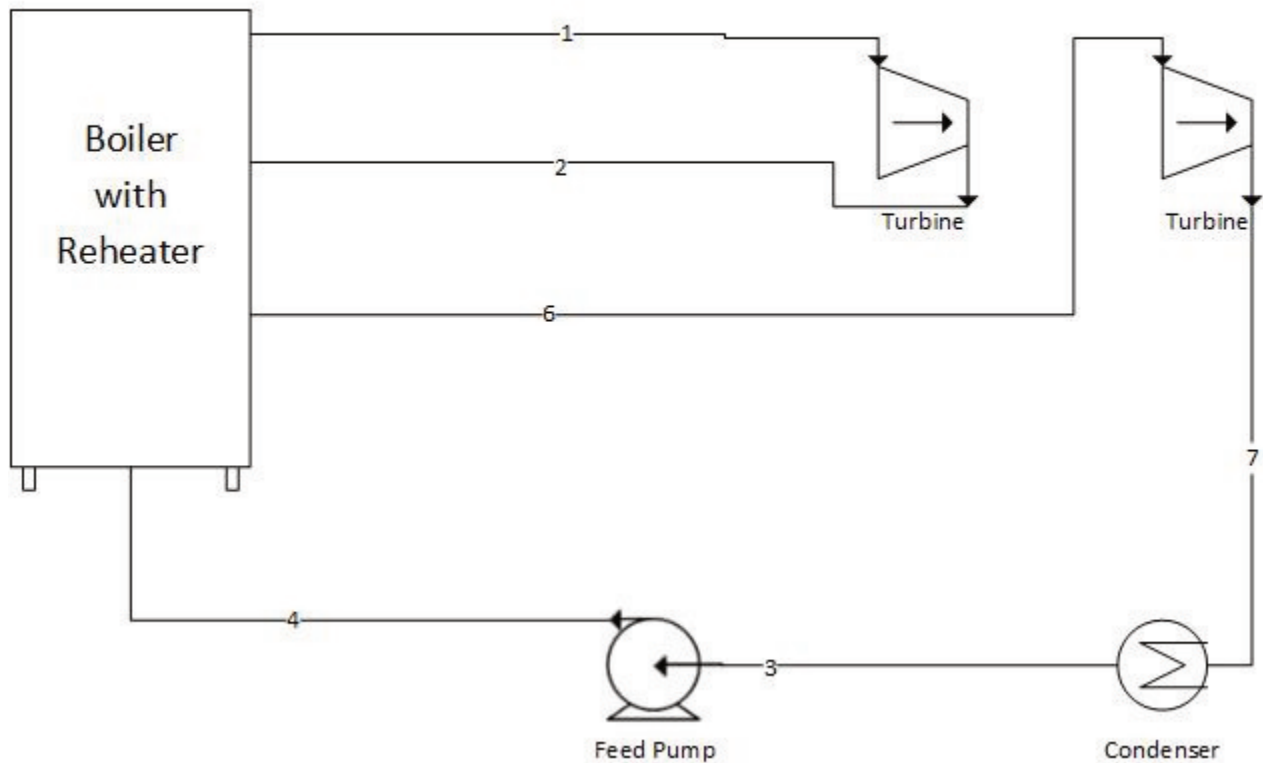 1
Boiler
with
Reheater
2
Turbine
Turbine
6
7
4
3
Feed Pump
Condenser